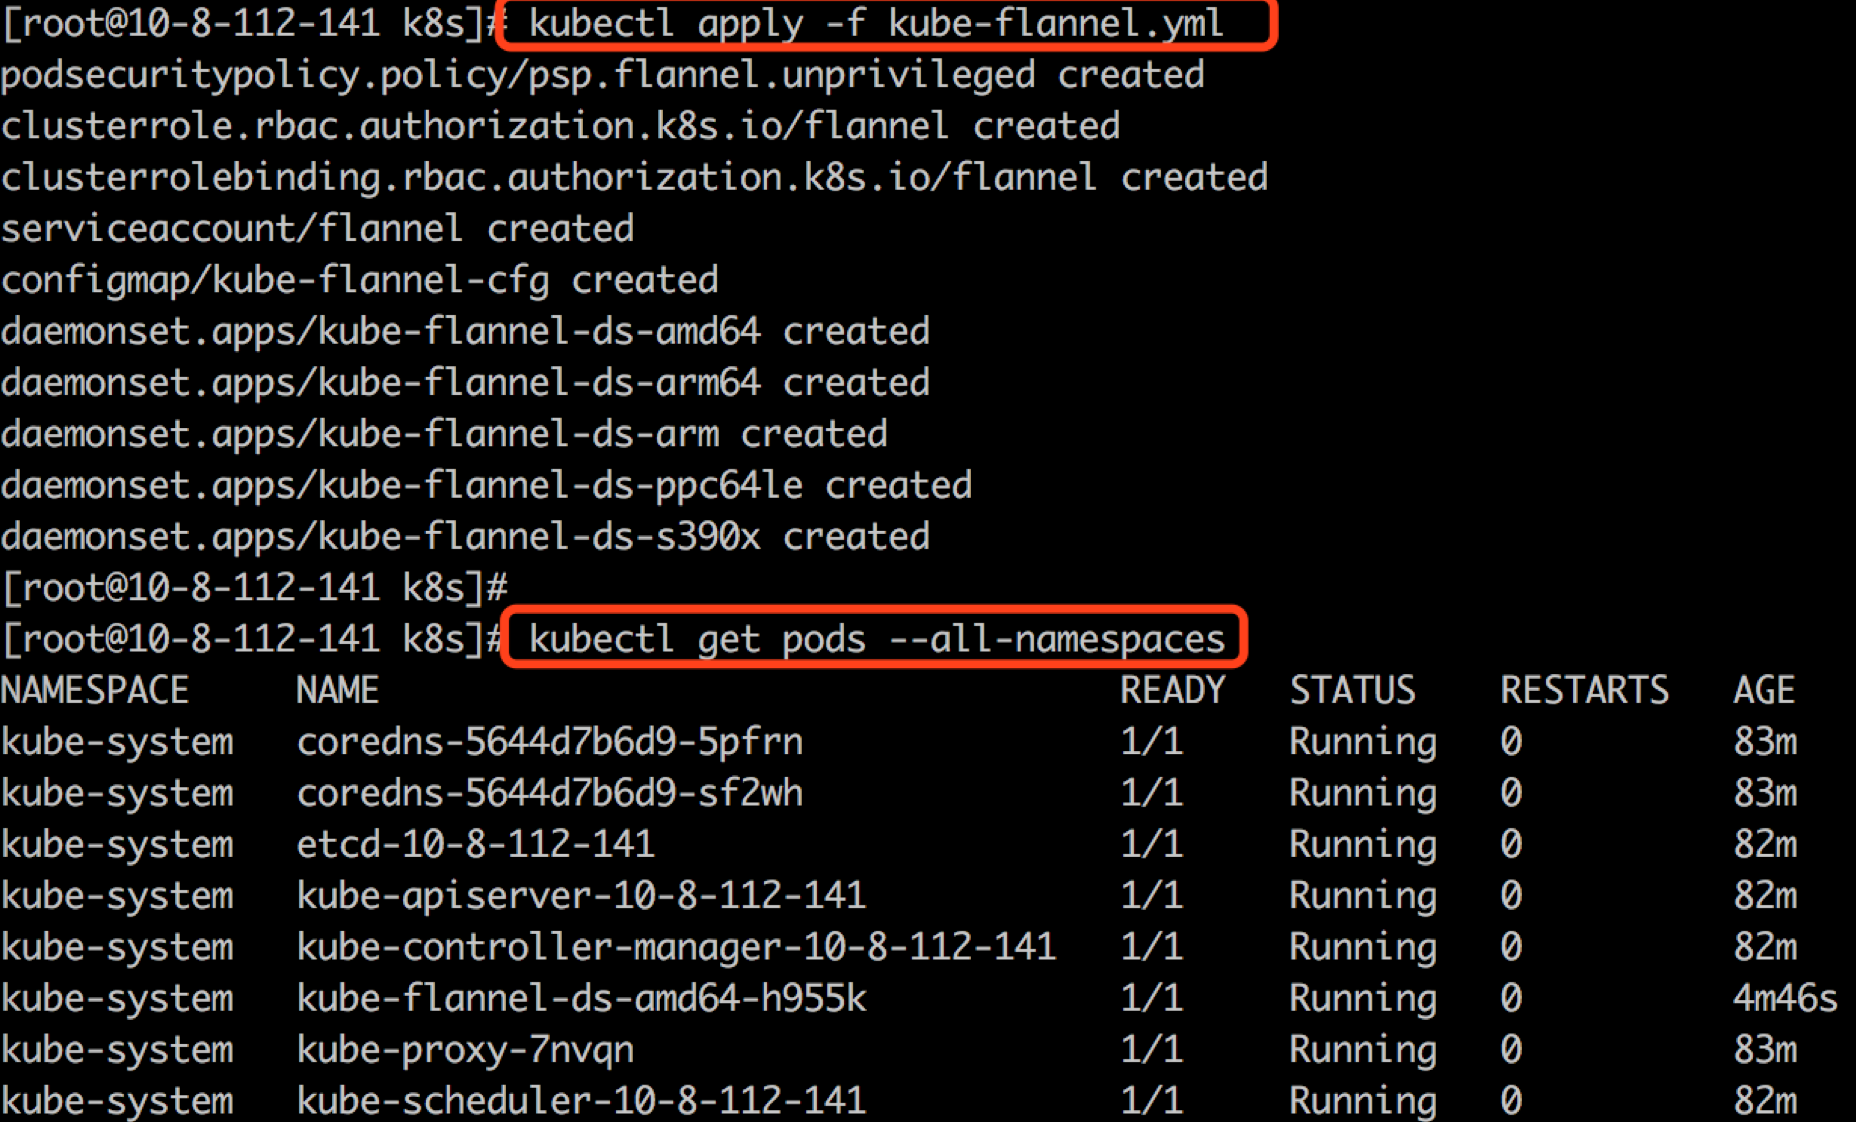 [root@10-8-112-141 k8s]# kubectl apply -f kube-flannel.yml
podsecuritypolicy.policy/psp.flannel.unprivileged created
clusterrole.rbac.authorization.k8s.io/flannel created
clusterrolebinding.rbac.authorization.k8s.io/flannel created
serviceaccount/flannel created
configmap/kube-flannel-cfg created
daemonset.apps/kube-flannel-ds-amd64 created
daemonset.apps/kube-flannel-ds-arm64 created
daemonset.apps/kube-flannel-ds-arm created
daemonset.apps/kube-flannel-ds-ppc64le created
daemonset.apps/kube-flannel-ds-s390x created
[root@10-8-112-141 k8s]#
[root@10-8-112-141 k8s]# kubectl get pods --all-namespaces
NAMESPACE NAME READY STATUS RESTARTS AGE
kube-system coredns-5644d7b6d9-5pfrn 1/1 Running 0 83m
kube-system coredns-5644d7b6d9-sf2wh 1/1 Running 0 83m
kube-system etcd-10-8-112-141 1/1 Running 0 82m
kube-system kube-apiserver-10-8-112-141 1/1 Running 0 82m
kube-system kube-controller-manager-10-8-112-141 1/1 Running 0 82m
kube-system kube-flannel-ds-amd64-h955k 1/1 Running 0 4m46s
kube-system kube-proxy-7nvqn 1/1 Running 0 83m
kube-system kube-scheduler-10-8-112-141 1/1 Running 0 82m